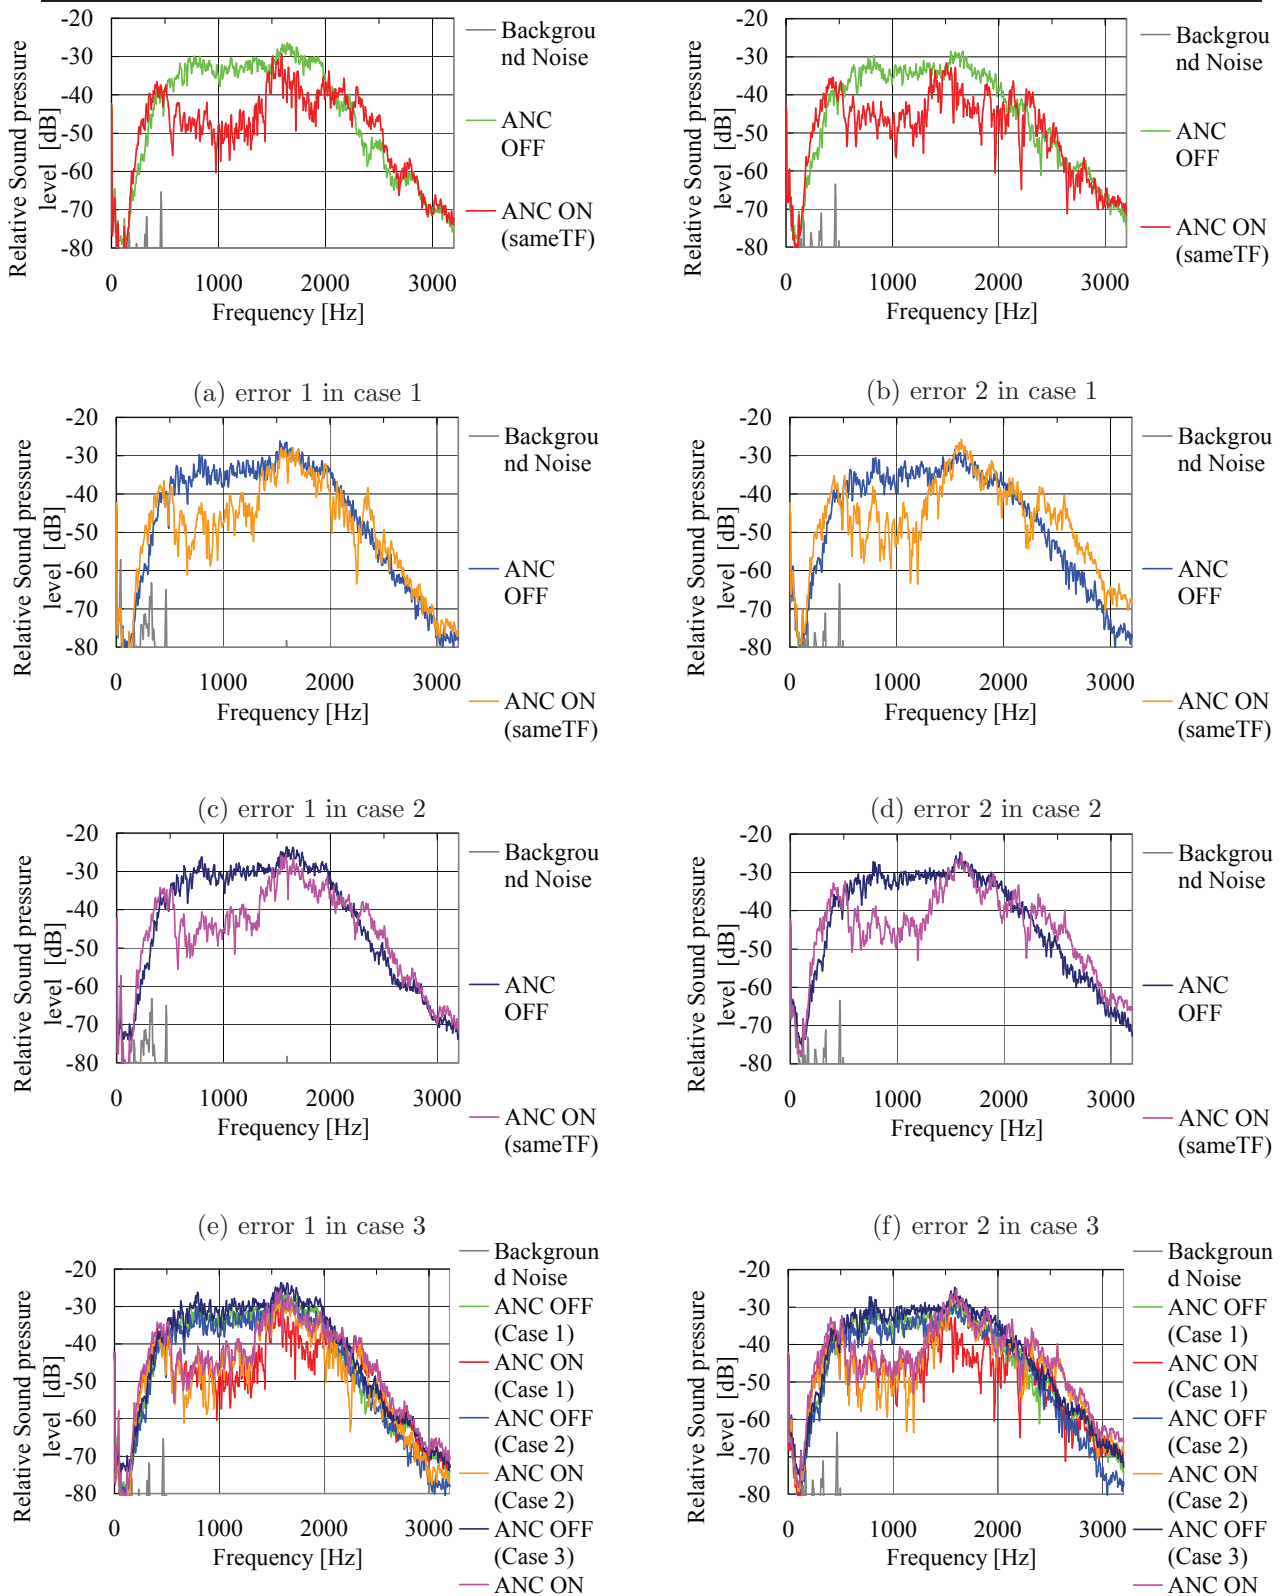 -20
-30
-40
-50
-60
-70
-80
0
1000
2000
3000
Relative Sound pressure
level [dB]
Frequency [Hz]
Backgrou
nd Noise
ANC
OFF
ANC ON
(sameTF)
-20
-30
-40
-50
-60
-70
-80
0
1000
2000
3000
Relative Sound pressure
level [dB]
Frequency [Hz]
Backgrou
nd Noise
ANC
OFF
ANC ON
(sameTF)
(a) error 1 in case 1
(b) error 2 in case 1
-20
-30
-40
-50
-60
-70
-80
0
1000
2000
3000
Relative Sound pressure
level [dB]
Frequency [Hz]
Backgrou
nd Noise
ANC
OFF
ANC ON
(sameTF)
-20
-30
-40
-50
-60
-70
-80
0
1000
2000
3000
Relative Sound pressure
level [dB]
Frequency [Hz]
Backgrou
nd Noise
ANC
OFF
ANC ON
(sameTF)
(c) error 1 in case 2
(d) error 2 in case 2
-20
-30
-40
-50
-60
-70
-80
0
1000
2000
3000
Relative Sound pressure
level [dB]
Frequency [Hz]
Backgrou
nd Noise
ANC
OFF
ANC ON
(sameTF)
-20
-30
-40
-50
-60
-70
-80
0
1000
2000
3000
Relative Sound pressure
level [dB]
Frequency [Hz]
Backgrou
nd Noise
ANC
OFF
ANC ON
(sameTF)
(e) error 1 in case 3
(f) error 2 in case 3
-20
-30
-40
-50
-60
-70
-80
0
1000
2000
3000
Relative Sound pressure
level [dB]
Frequency [Hz]
Backgroun
d Noise
ANC OFF
(Case 1)
ANC ON
(Case 1)
ANC OFF
(Case 2)
ANC ON
(Case 2)
ANC OFF
(Case 3)
ANC ON
-20
-30
-40
-50
-60
-70
-80
0
1000
2000
3000
Relative Sound pressure
level [dB]
Frequency [Hz]
Backgroun
d Noise
ANC OFF
(Case 1)
ANC ON
(Case 1)
ANC OFF
(Case 2)
ANC ON
(Case 2)
ANC OFF
(Case 3)
ANC ON